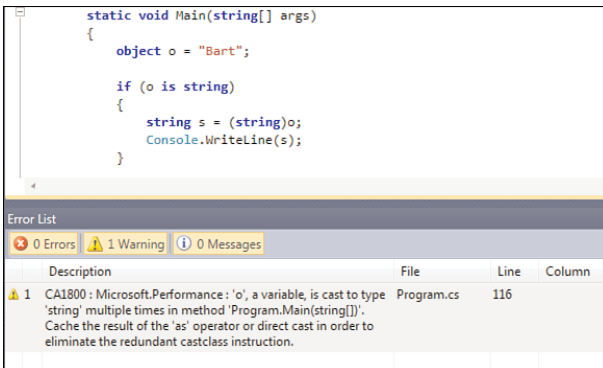 static void Main(string[] args)
{
object o = "Bart";
if (o is string)
{
string s = (string)o;
Console.WriteLine(s);
}
Error List
0 Errors 1 Warning 0 Messages
Description File Line Column
1 CA1800 : Microsoft.Performance : 'o', a variable, is cast to type Program.cs 116
'string' multiple times in method 'Program.Main(string[])'.
Cache the result of the 'as' operator or direct cast in order to
eliminate the redundant castclass instruction.